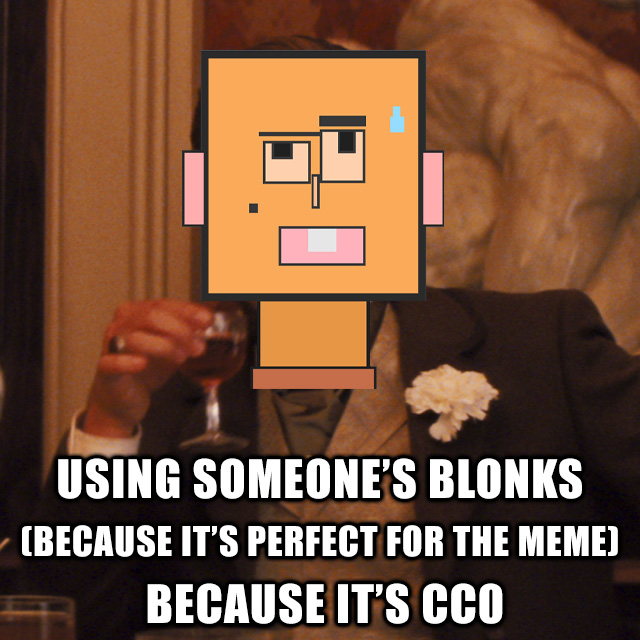 USING SOMEONE'S BLONKS
(BECAUSE IT'S PERFECT FOR THE MEME)
BECAUSE IT'S CC0